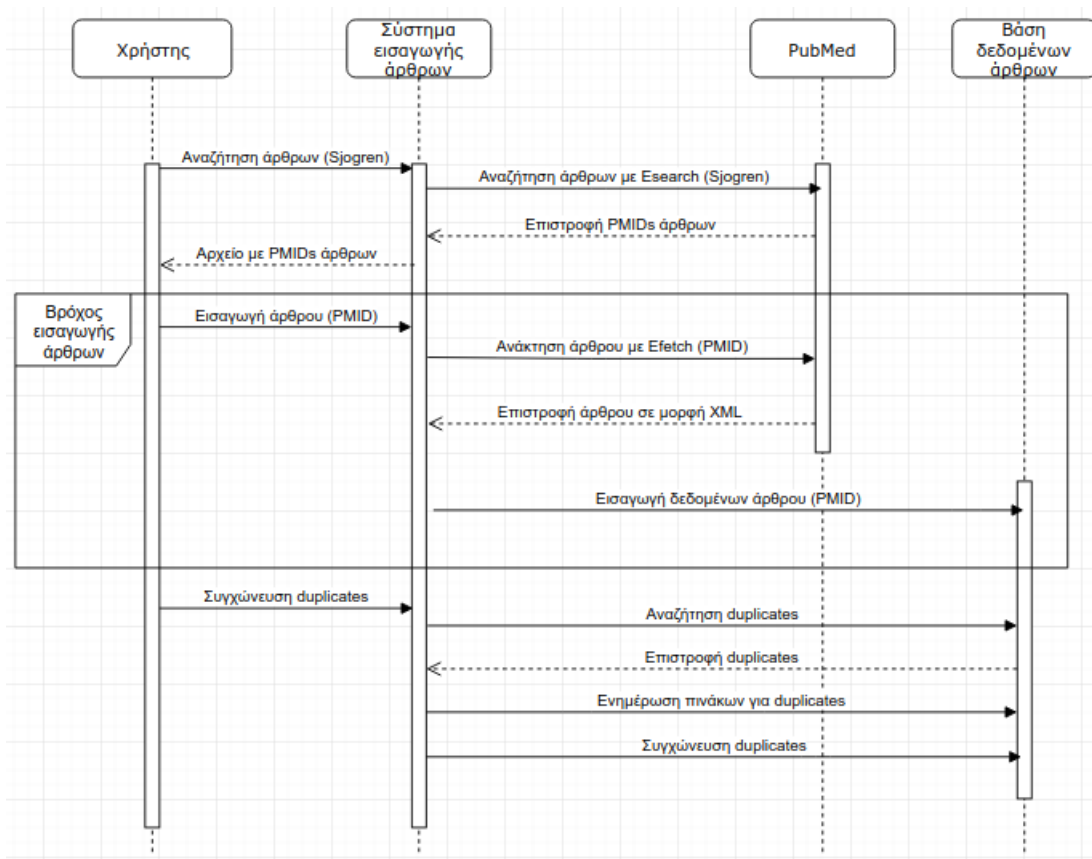 Χρήστης
Σύστημα
εισαγωγής
άρθρων
PubMed
Βάση
δεδομένων
άρθρων
Αναζήτηση άρθρων (Sjogren)
Αναζήτηση άρθρων με Esearch (Sjogren)
Επιστροφή PMIDs άρθρων
Αρχείο με PMIDs άρθρων
Βρόχος
εισαγωγής
άρθρων
Εισαγωγή άρθρου (PMID)
Ανάκτηση άρθρου με Efetch (PMID)
Επιστροφή άρθρου σε μορφή XML
Εισαγωγή δεδομένων άρθρου (PMID)
Συγχώνευση duplicates
Αναζήτηση duplicates
Επιστροφή duplicates
Ενημέρωση πινάκων για duplicates
Συγχώνευση duplicates